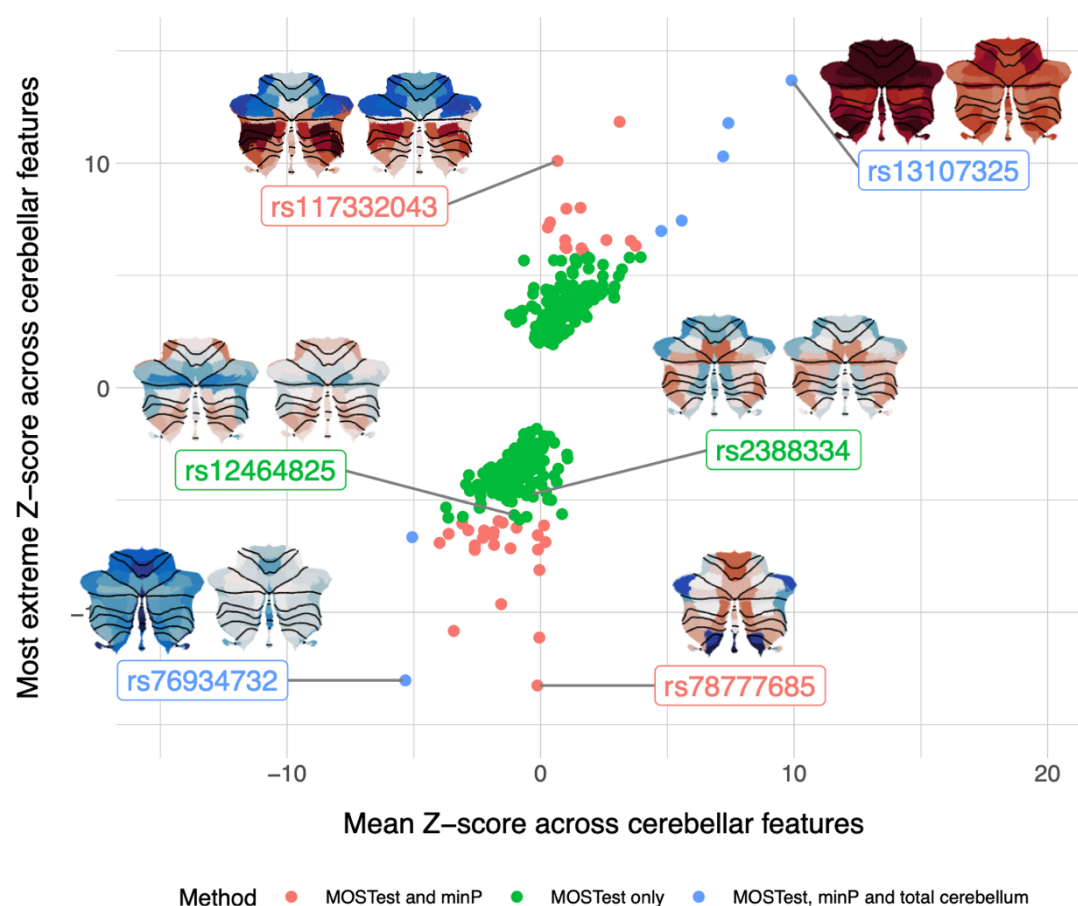 Most extreme Z−score across cerebellar features
10
0
−1
rs117332043
rs13107325
rs12464825
rs2388334
rs76934732
rs78777685
−10
0
10
20
Mean Z−score across cerebellar features
Method
MOSTest and minP
MOSTest only
MOSTest, minP and total cerebellum